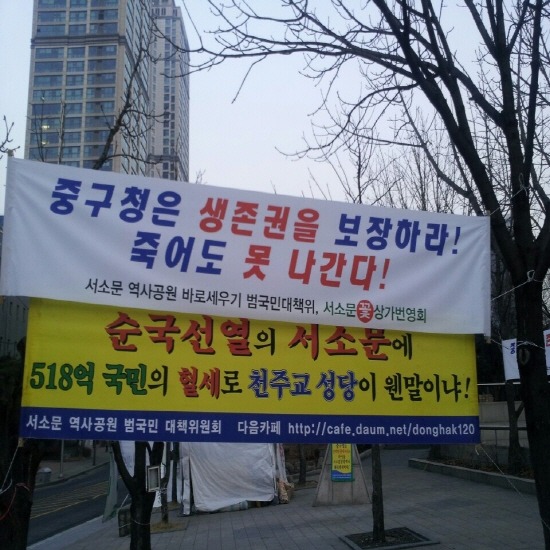 중구청은 생존권을 보장하라!
죽어도 못 나간다!
서소문 역사공원 바로세우기 범국민대책위, 서소문 꽃 상가번영회
순국선열의 서소문에
518억 국민의 혈세로 천주교 성당이 웬말이냐!
서소문 역사공원 범국민 대책위원회 다음카페 http://cafe.daum.net/donghak120